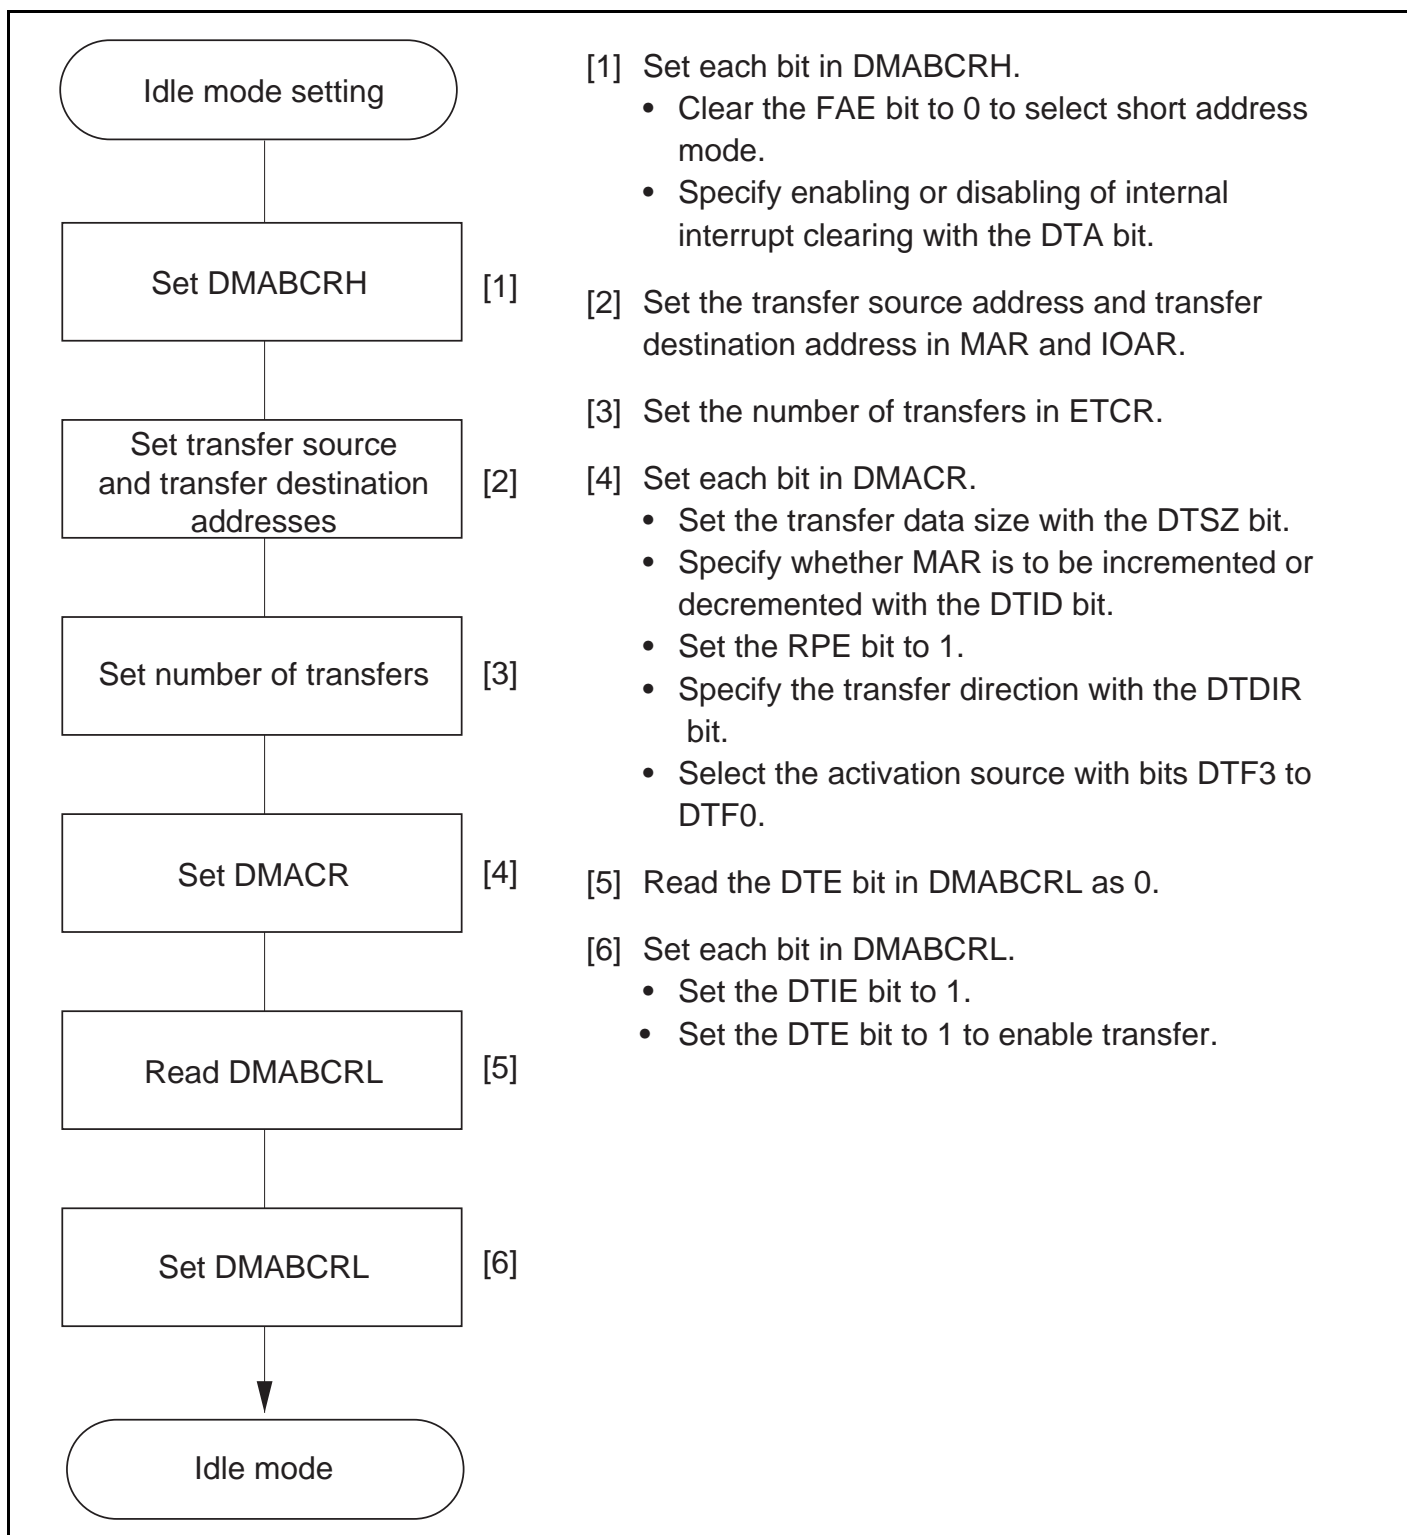 Idle mode setting
Set DMABCRH
[1]
Set transfer source
and transfer destination
addresses
[2]
Set number of transfers
[3]
Set DMACR
[4]
Read DMABCRL
[5]
Set DMABCRL
[6]
Idle mode
[1] Set each bit in DMABCRH.
• Clear the FAE bit to 0 to select short address
mode.
• Specify enabling or disabling of internal
interrupt clearing with the DTA bit.
[2] Set the transfer source address and transfer
destination address in MAR and IOAR.
[3] Set the number of transfers in ETCR.
[4] Set each bit in DMACR.
• Set the transfer data size with the DTSZ bit.
• Specify whether MAR is to be incremented or
decremented with the DTID bit.
• Set the RPE bit to 1.
• Specify the transfer direction with the DTDIR
bit.
• Select the activation source with bits DTF3 to
DTF0.
[5] Read the DTE bit in DMABCRL as 0.
[6] Set each bit in DMABCRL.
• Set the DTIE bit to 1.
• Set the DTE bit to 1 to enable transfer.